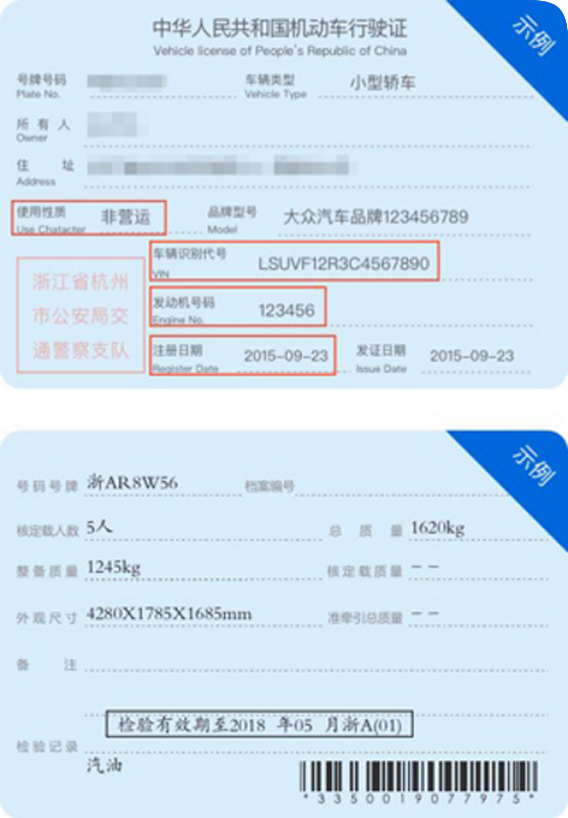 中华人民共和国机动车行驶证
Vehicle license of People's Republic of China
示例
号牌号码 车辆类型 小型轿车
Plate No. Vehicle Type
所有人
Owner
住址
Address
使用性质 非营运 品牌型号 大众汽车品牌123456789
Use Chatacter Model
车辆识别代号 LSUVF12R3C4567890
VIN
浙江省杭州
市公安局交
通警察支队
发动机号码 123456
Engine No.
注册日期 2015-09-23 发证日期 2015-09-23
Register Date Issue Date
示例
号码号牌 浙AR8W56 档案编号
核定载人数 5人 总质量 1620kg
整备质量 1245kg 核定载质量 --
外观尺寸 4280X1785X1685mm 准牵引总质量 --
备注
检验有效期至2018 年05 月浙A(01)
检验记录
汽油
*3350019077975*